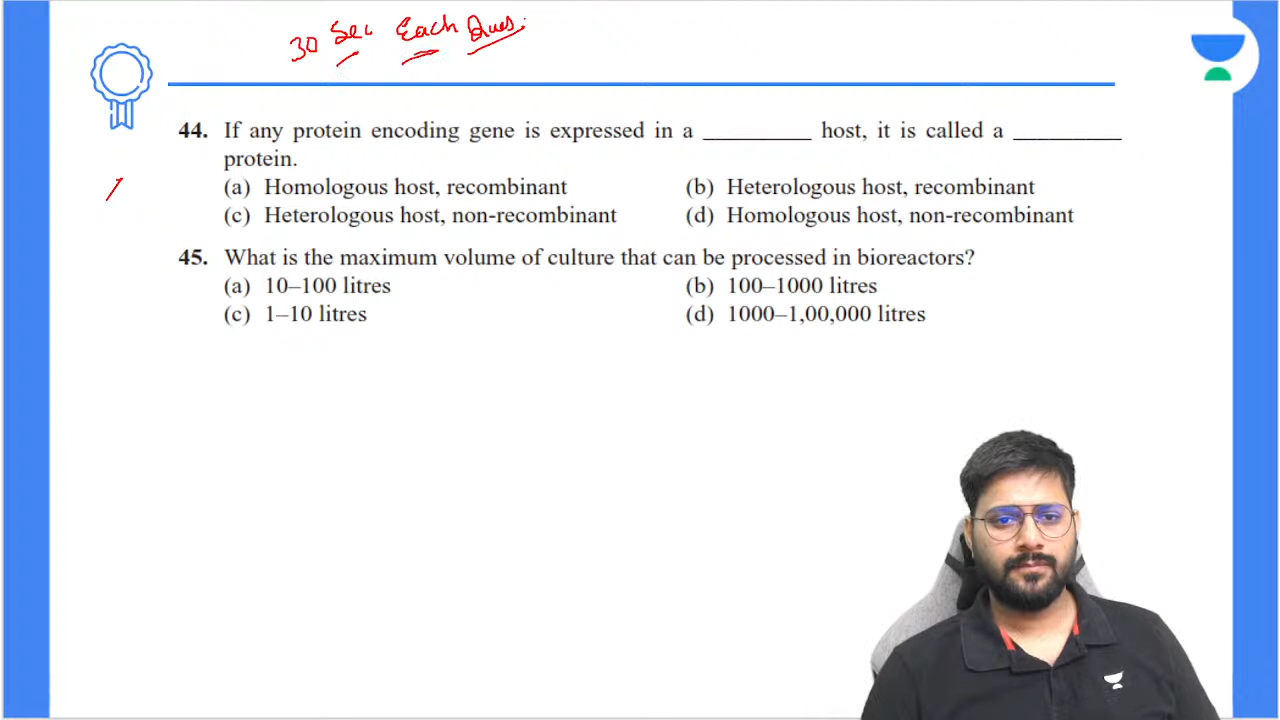 30 Sec Each Ques.
44. If any protein encoding gene is expressed in a _________ host, it is called a _________
protein.
(a) Homologous host, recombinant (b) Heterologous host, recombinant
(c) Heterologous host, non-recombinant (d) Homologous host, non-recombinant
45. What is the maximum volume of culture that can be processed in bioreactors?
(a) 10–100 litres (b) 100–1000 litres
(c) 1–10 litres (d) 1000–1,00,000 litres